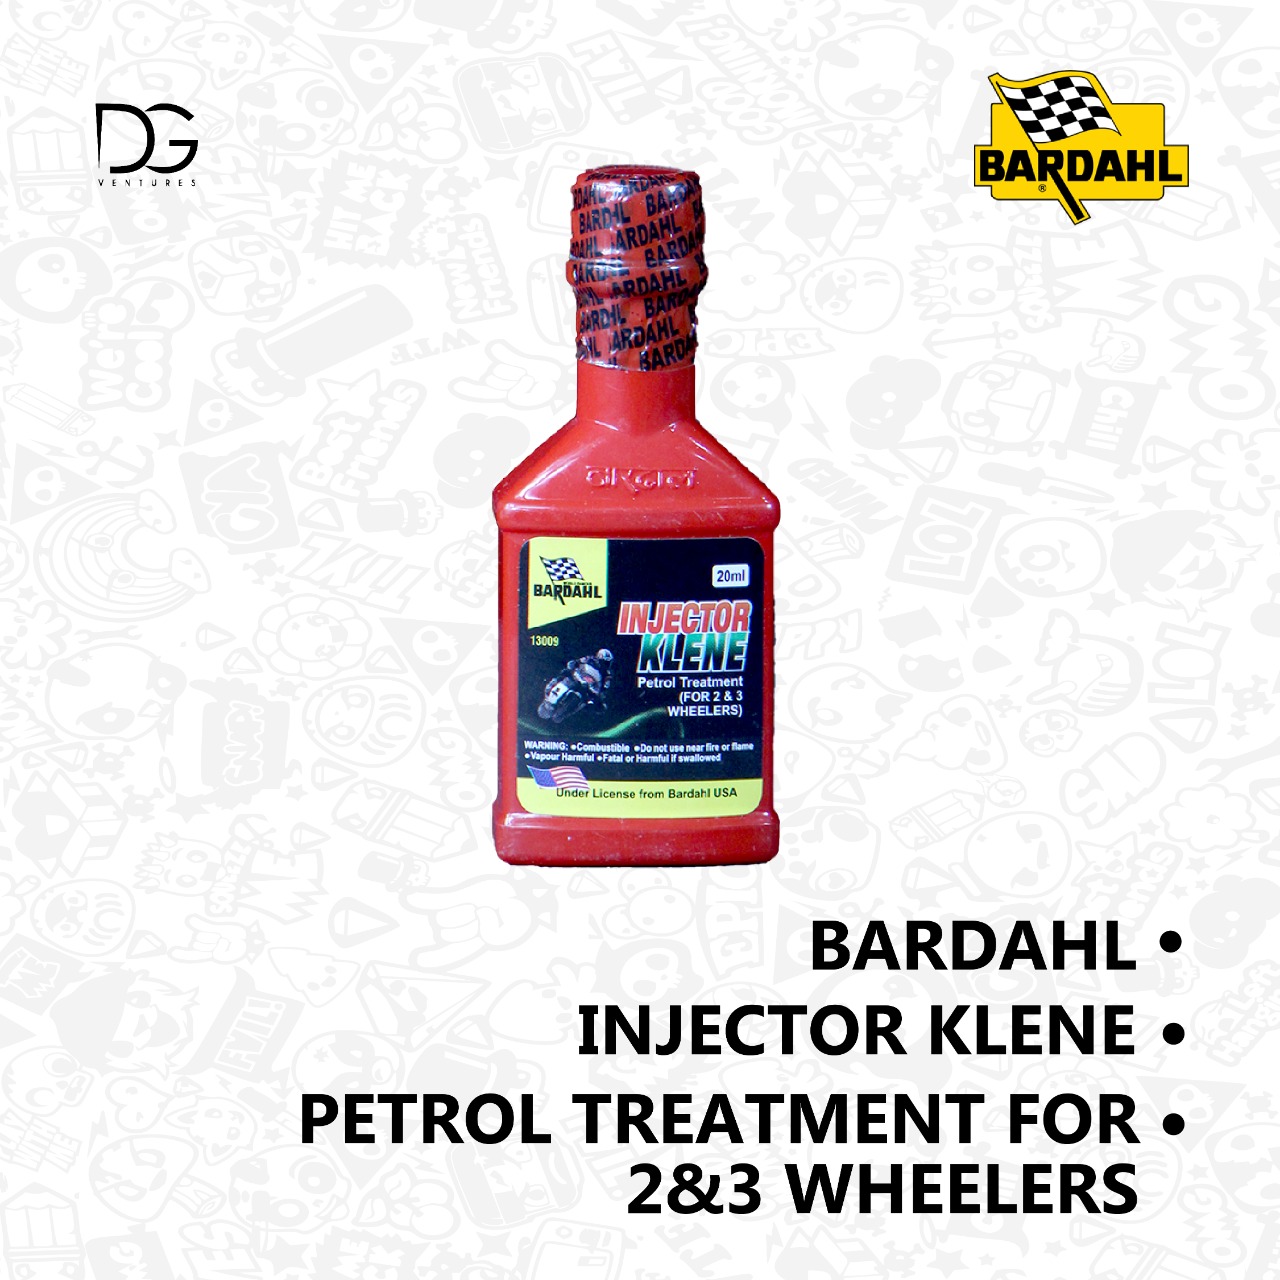 DG
VENTURES
BARDAHL
®
बारदाल
BARDAHL
20ml
13009
INJECTOR
KLENE
Petrol Treatment
(FOR 2 & 3
WHEELERS)
WARNING: •Combustible •Do not use near fire or flame
•Vapour Harmful •Fatal or Harmful if swallowed
Under License from Bardahl USA
BARDAHL •
INJECTOR KLENE •
PETROL TREATMENT FOR •
2&3 WHEELERS